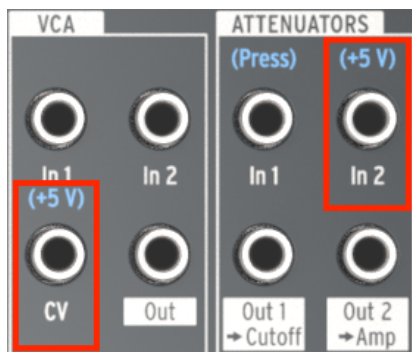 VCA
ATTENUATORS
(Press) (+5 V)
In 1 In 2 In 1 In 2
(+5 V)
CV Out Out 1 Out 2
→ Cutoff → Amp